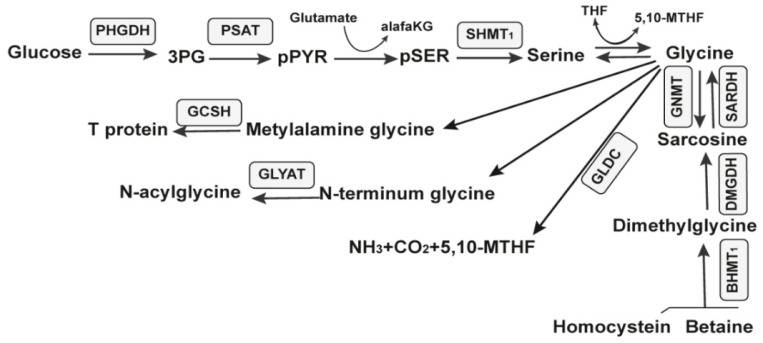 Glutamate THF 5,10-MTHF
PHGDH PSAT alafaKG SHMT1
Glucose 3PG pPYR pSER Serine Glycine
GCSH GNMT SARDH
T protein Metylalamine glycine Sarcosine
GLYAT GLDC DMGDH
N-acylglycine N-terminum glycine
Dimethylglycine
NH3+CO2+5,10-MTHF BHMT1
Homocystein Betaine